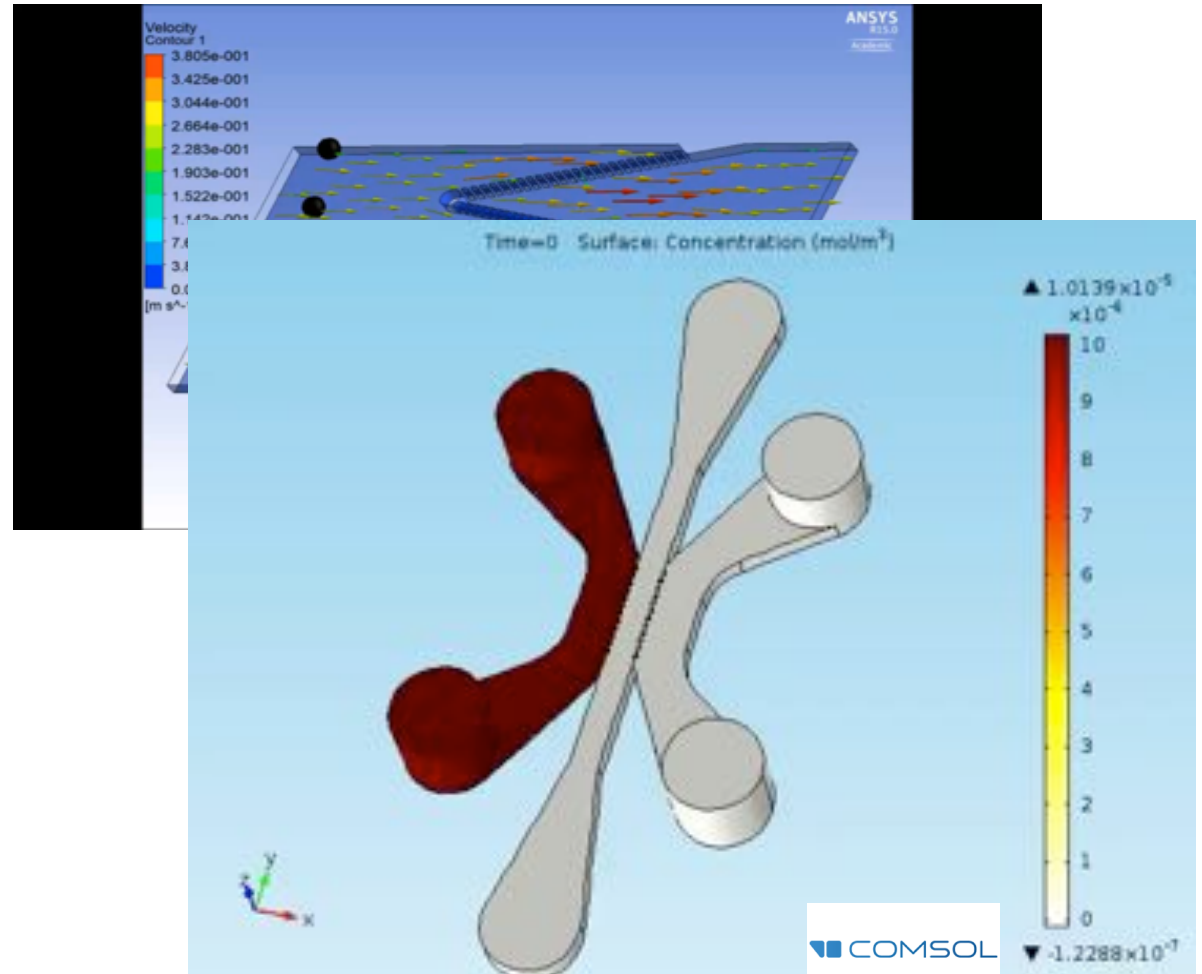 Velocity
Contour 1
3.805e-001
3.425e-001
3.044e-001
2.664e-001
2.283e-001
1.903e-001
1.522e-001
ANSYS
R15.0
Academic
Time=0 Surface: Concentration (mol/m³)
▲ 1.0139×10⁻⁵
×10⁻⁶
10
9
8
7
6
5
4
3
2
1
0
▼ -1.2288×10⁻⁷
y
z
x
COMSOL